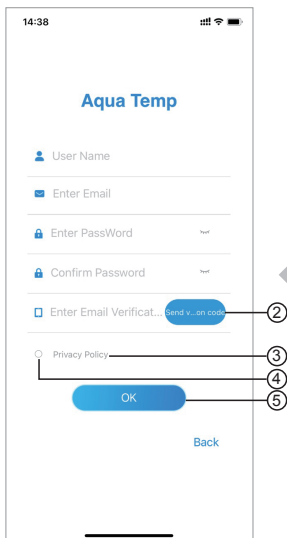 14:38
Aqua Temp
User Name
Enter Email
Enter PassWord
Confirm Password
Enter Email Verificat... Send v...on code ②
Privacy Policy ③
④
OK ⑤
Back